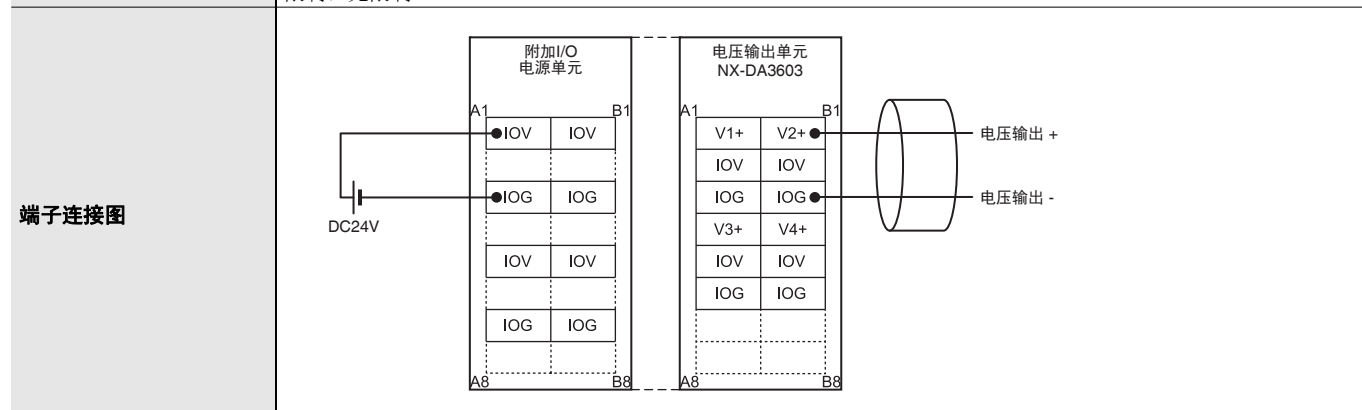 端子连接图
附加I/O
电源单元
A1 B1
IOV IOV
IOG IOG
IOV IOV
IOG IOG
A8 B8
DC24V
电压输出单元
NX-DA3603
A1 B1
V1+ V2+
IOV IOV
IOG IOG
V3+ V4+
IOV IOV
IOG IOG
A8 B8
电压输出 +
电压输出 -